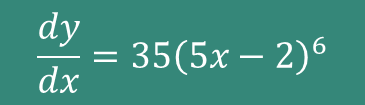 dy/dx = 35(5x − 2)⁶